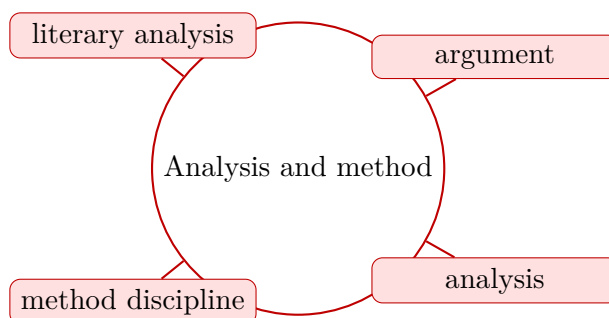 literary analysis
argument
Analysis and method
analysis
method discipline